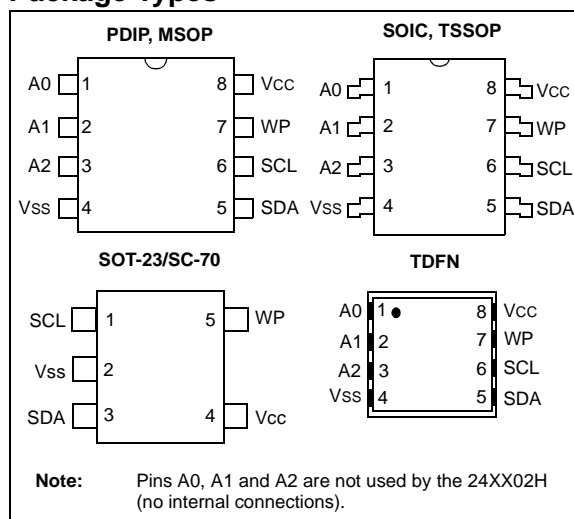 Package Types
PDIP, MSOP
A0 1 8 VCC
A1 2 7 WP
A2 3 6 SCL
VSS 4 5 SDA
SOIC, TSSOP
A0 1 8 VCC
A1 2 7 WP
A2 3 6 SCL
VSS 4 5 SDA
SOT-23/SC-70
SCL 1 5 WP
Vss 2
SDA 3 4 Vcc
TDFN
A0 1 8 VCC
A1 2 7 WP
A2 3 6 SCL
VSS 4 5 SDA
Note: Pins A0, A1 and A2 are not used by the 24XX02H
(no internal connections).